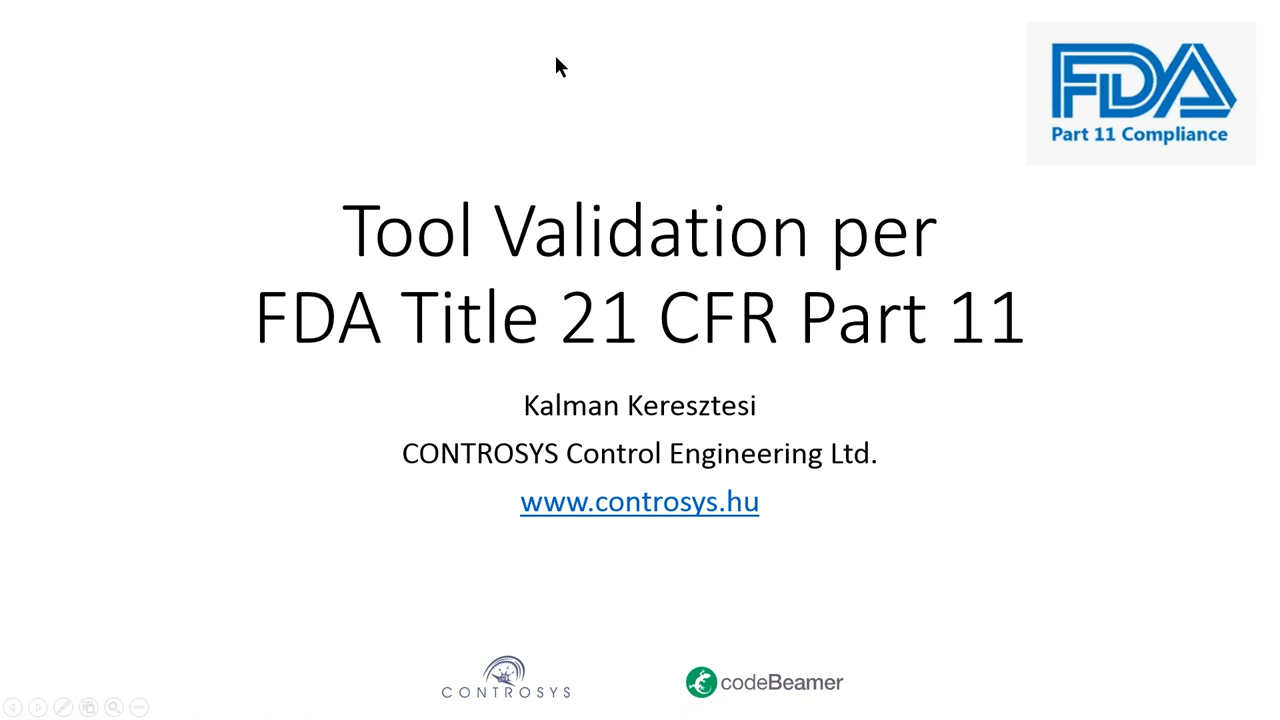 FDA
Part 11 Compliance
Tool Validation per
FDA Title 21 CFR Part 11
Kalman Keresztesi
CONTROSYS Control Engineering Ltd.
www.controsys.hu
CONTROSYS
codeBeamer